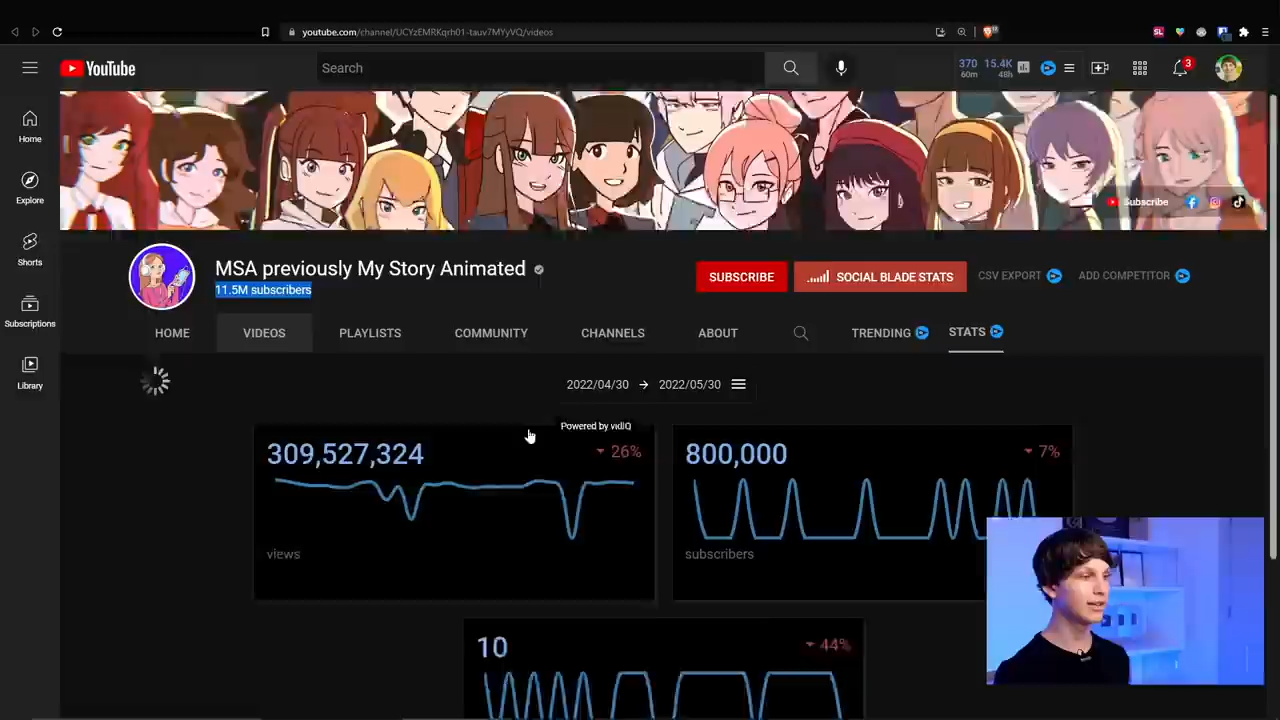 youtube.com/channel/UCYzEMRKqrh01-tauv7MYyVQ/videos
SL
YouTube
Search
370
60m
15.4K
48h
3
Home
Explore
Shorts
Subscriptions
Library
Subscribe
MSA previously My Story Animated
11.5M subscribers
SUBSCRIBE
SOCIAL BLADE STATS
CSV EXPORT
ADD COMPETITOR
HOME
VIDEOS
PLAYLISTS
COMMUNITY
CHANNELS
ABOUT
TRENDING
STATS
2022/04/30 → 2022/05/30
Powered by vidIQ
309,527,324
26%
views
800,000
7%
subscribers
10
44%